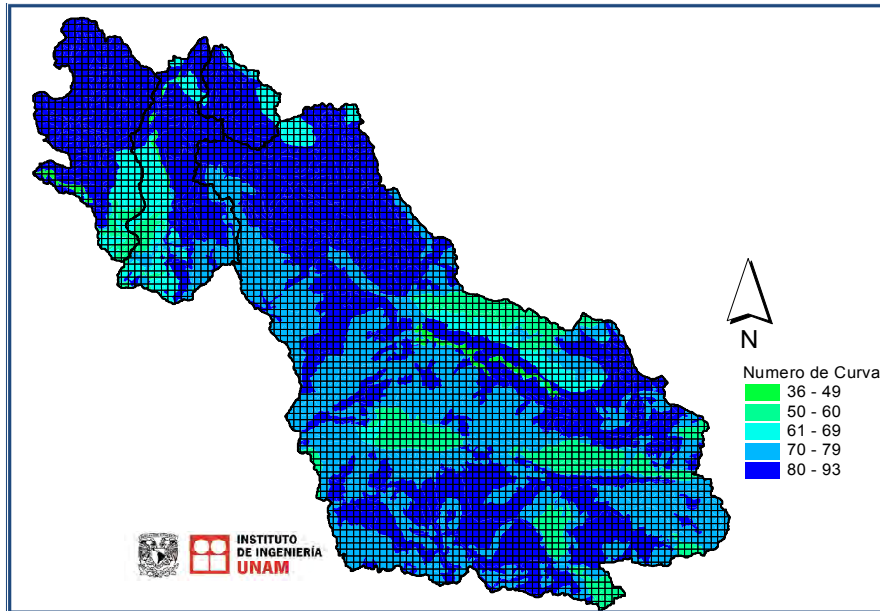 N
Numero de Curva
36 - 49
50 - 60
61 - 69
70 - 79
80 - 93
INSTITUTO
DE INGENIERÍA
UNAM